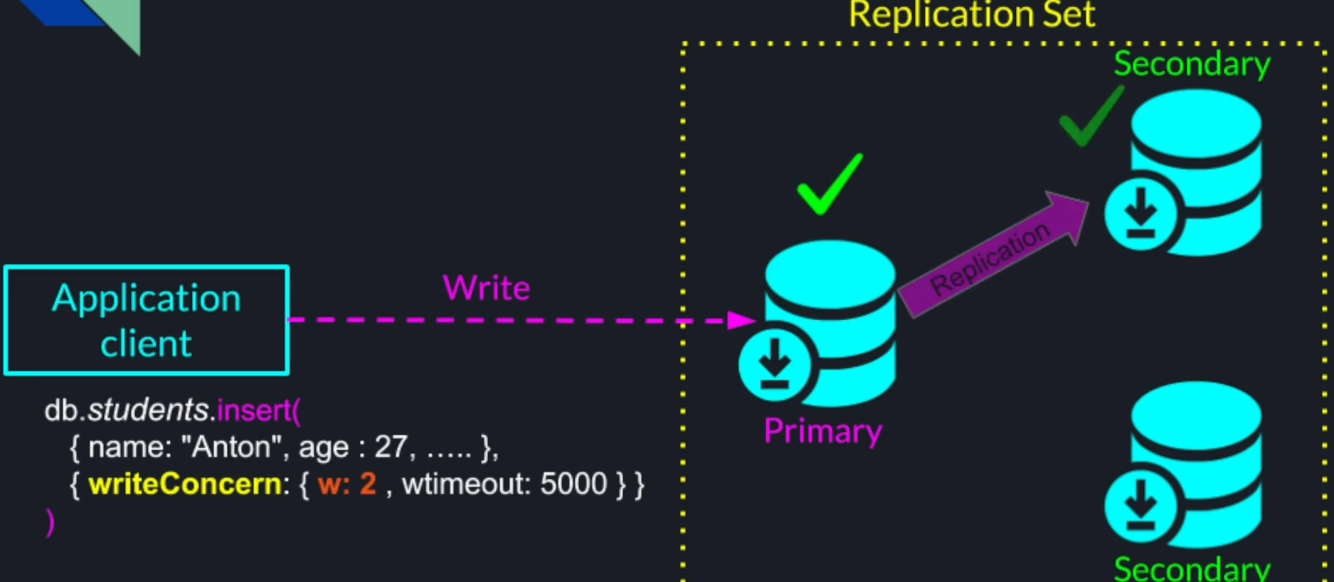 Replication Set
Secondary
Replication
Write
Application
client
Primary
db.students.insert(
{ name: "Anton", age : 27, ….. },
{ writeConcern: { w: 2 , wtimeout: 5000 } }
)
Secondary